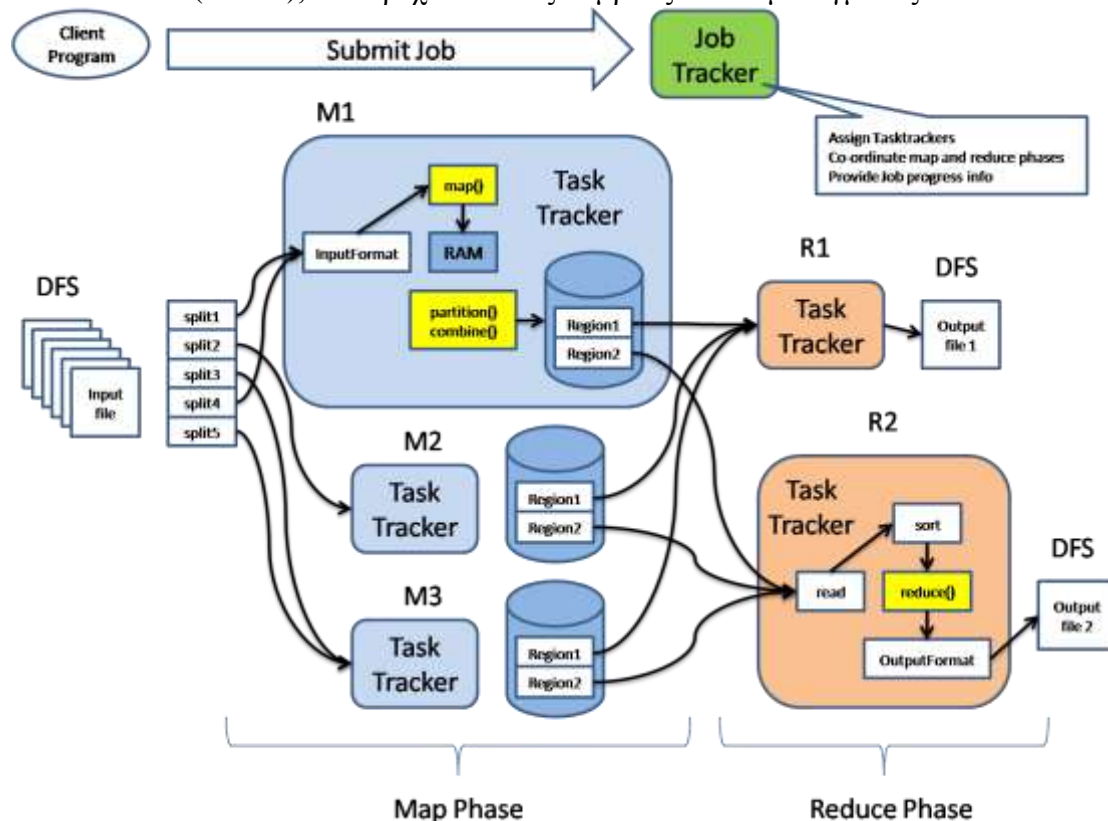 Client
Program
Submit Job
Job
Tracker
Assign Tasktrackers
Co-ordinate map and reduce phases
Provide Job progress info
M1
map()
Task
Tracker
InputFormat
RAM
partition()
combine()
Region1
Region2
DFS
Input
file
split1
split2
split3
split4
split5
M2
Task
Tracker
Region1
Region2
M3
Task
Tracker
Region1
Region2
R1
Task
Tracker
DFS
Output
file 1
R2
Task
Tracker
sort
read
reduce()
OutputFormat
DFS
Output
file 2
Map Phase
Reduce Phase